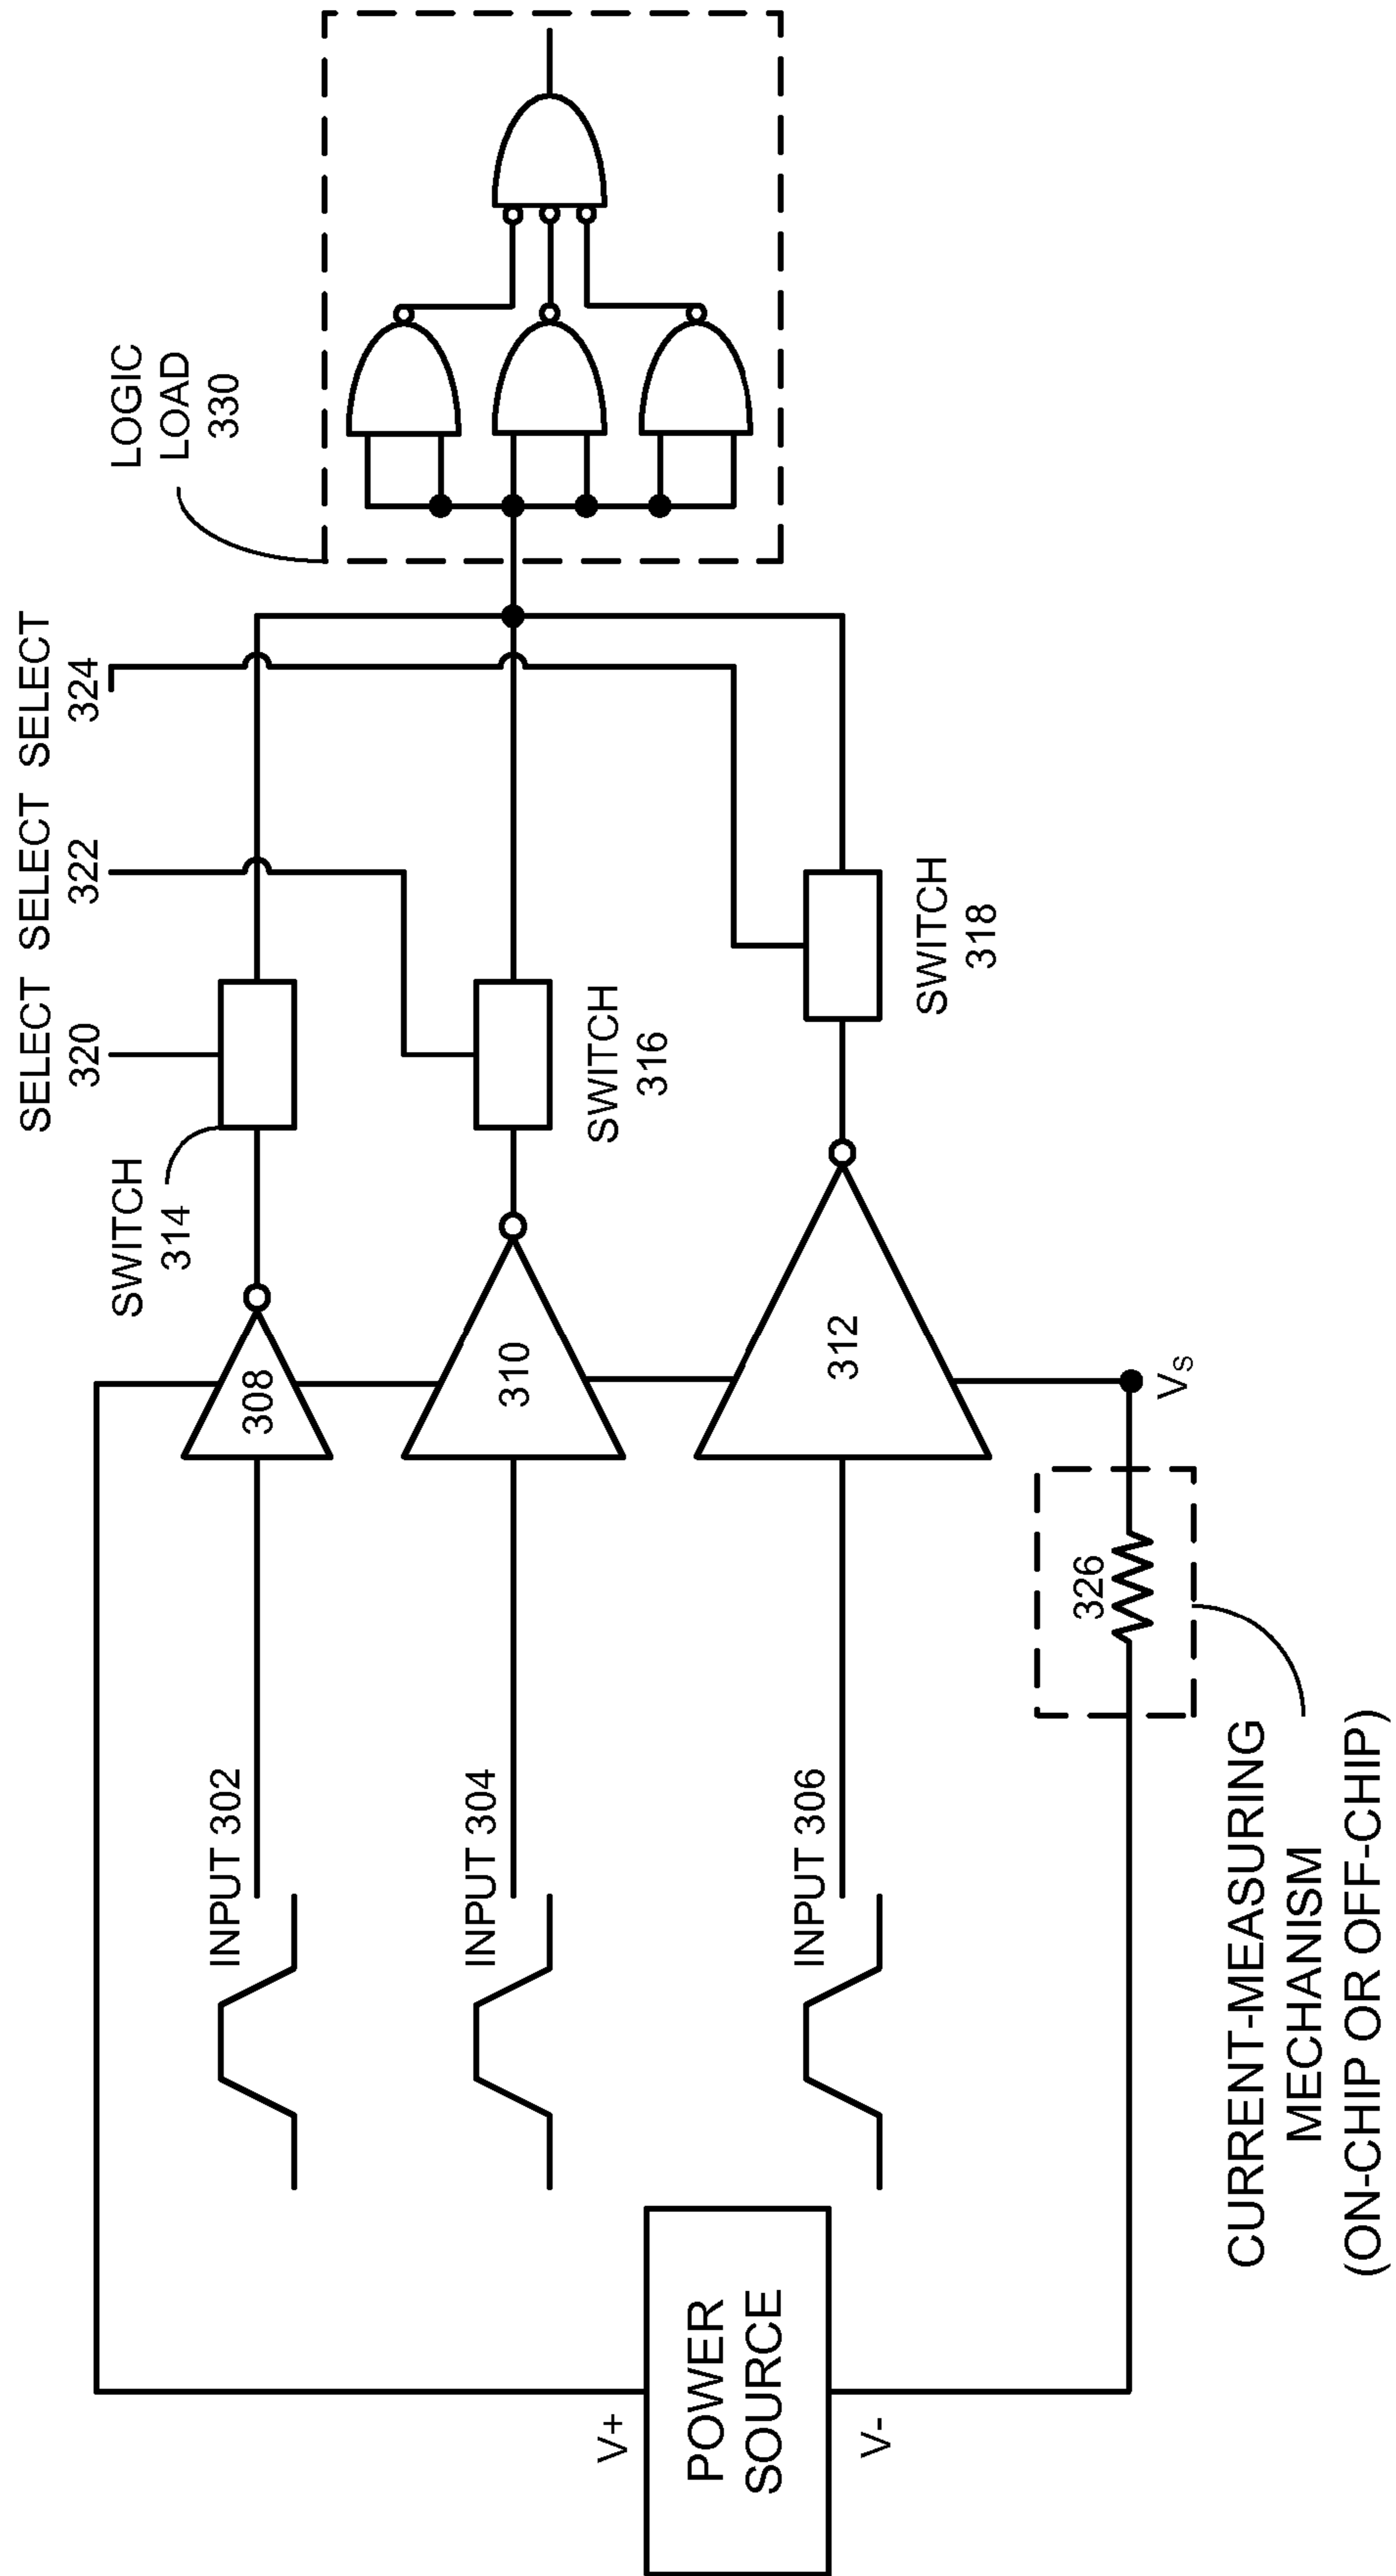 SELECT SELECT SELECT
320 322 324
LOGIC
LOAD
330
SWITCH
314
INPUT 302
308
INPUT 304
310
SWITCH
316
INPUT 306
312
SWITCH
318
V+
POWER
SOURCE
V-
326
VS
CURRENT-MEASURING
MECHANISM
(ON-CHIP OR OFF-CHIP)